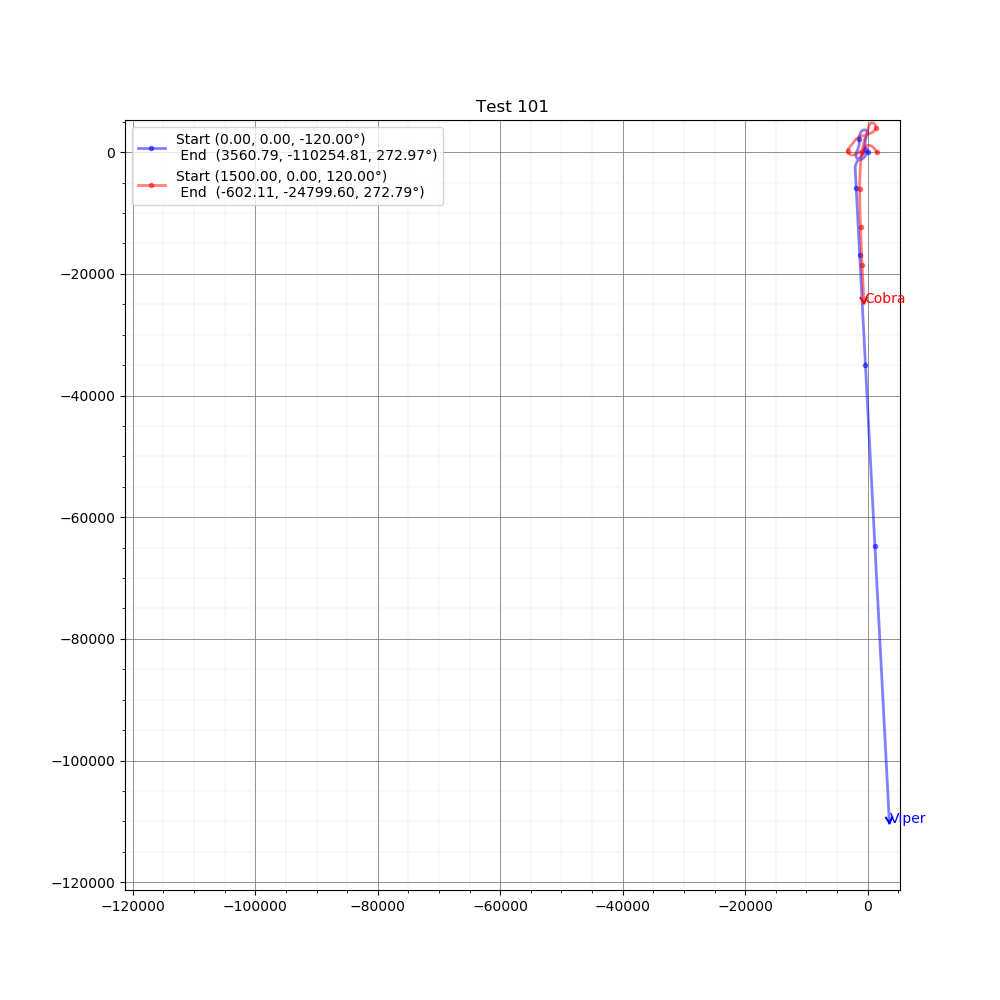 Test 101
Start (0.00, 0.00, -120.00°)
End (3560.79, -110254.81, 272.97°)
Start (1500.00, 0.00, 120.00°)
End (-602.11, -24799.60, 272.79°)
0
−20000
Cobra
−40000
−60000
−80000
−100000
Viper
−120000
−120000 −100000 −80000 −60000 −40000 −20000 0